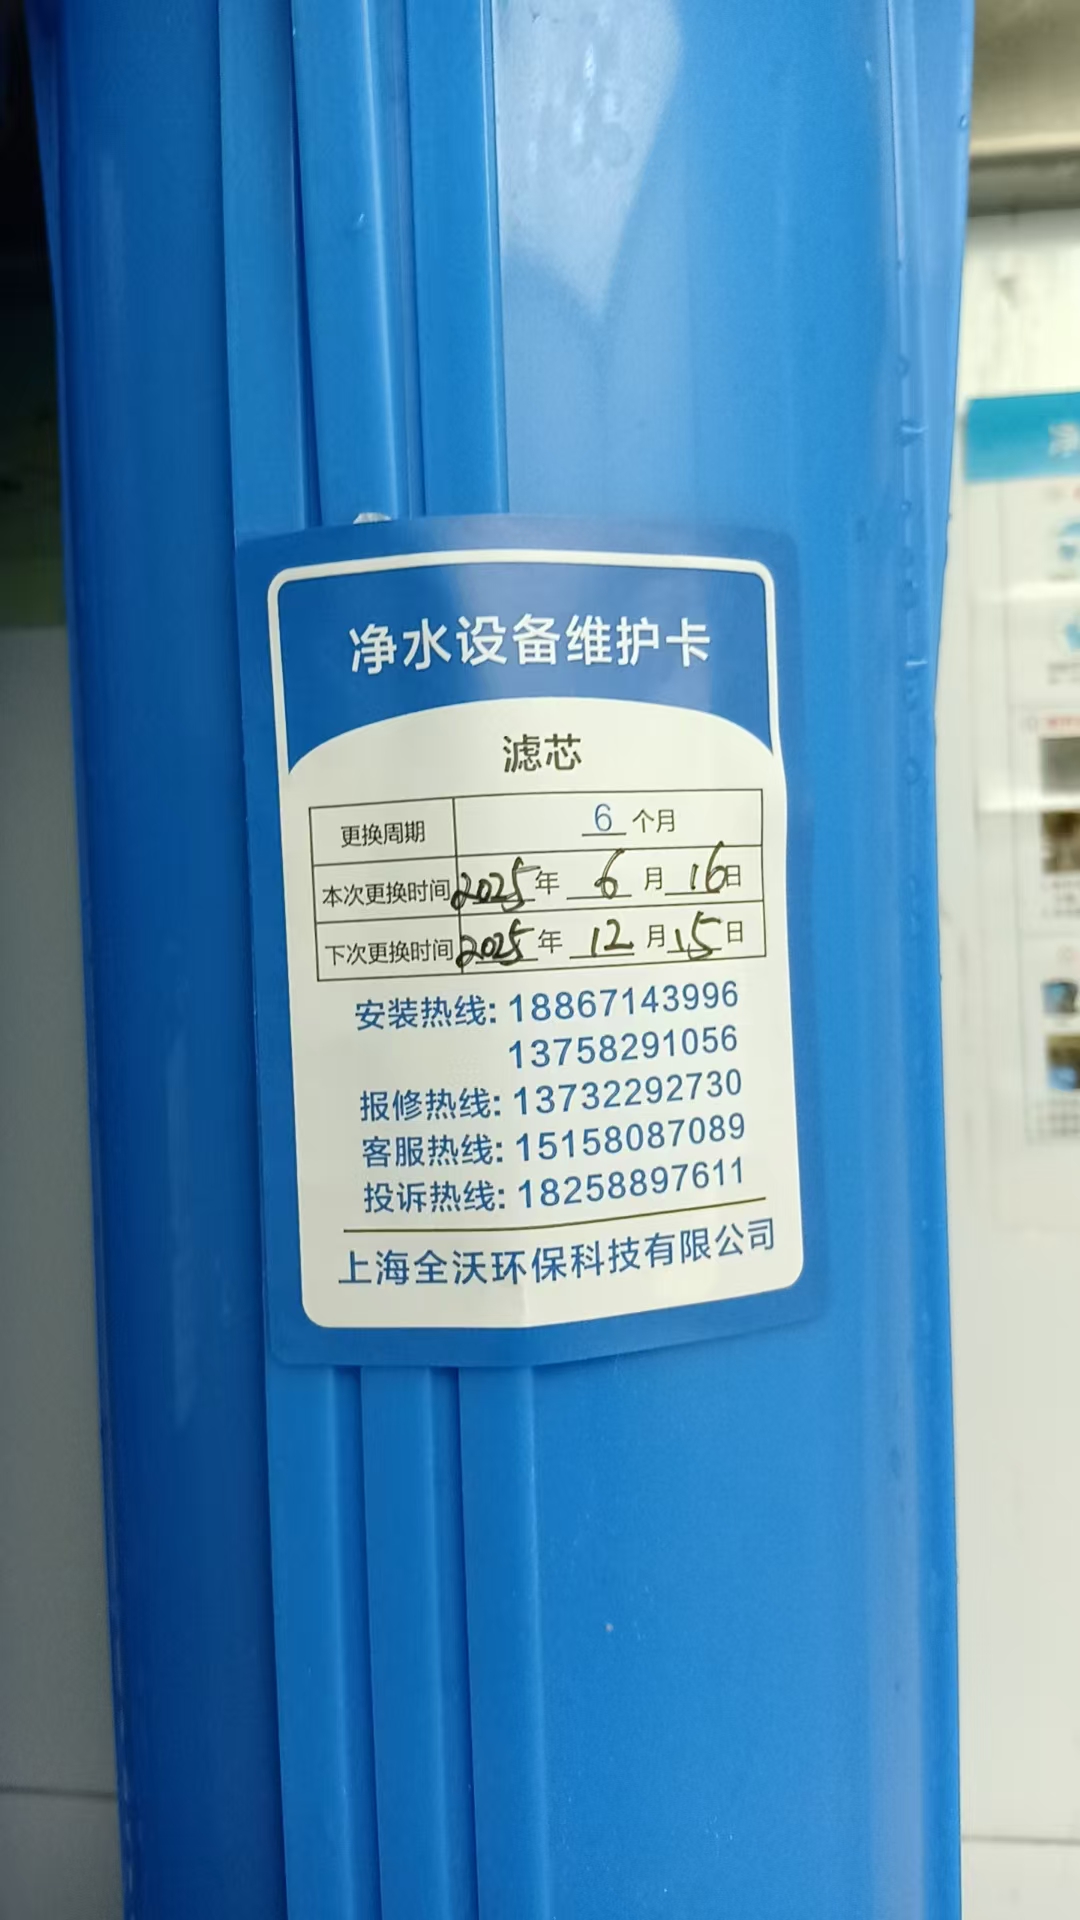 净水设备维护卡
滤芯
更换周期 6 个月
本次更换时间 2025 年 6 月 16 日
下次更换时间 2025 年 12 月 15 日
安装热线: 18867143996
13758291056
报修热线: 13732292730
客服热线: 15158087089
投诉热线: 18258897611
上海全沃环保科技有限公司